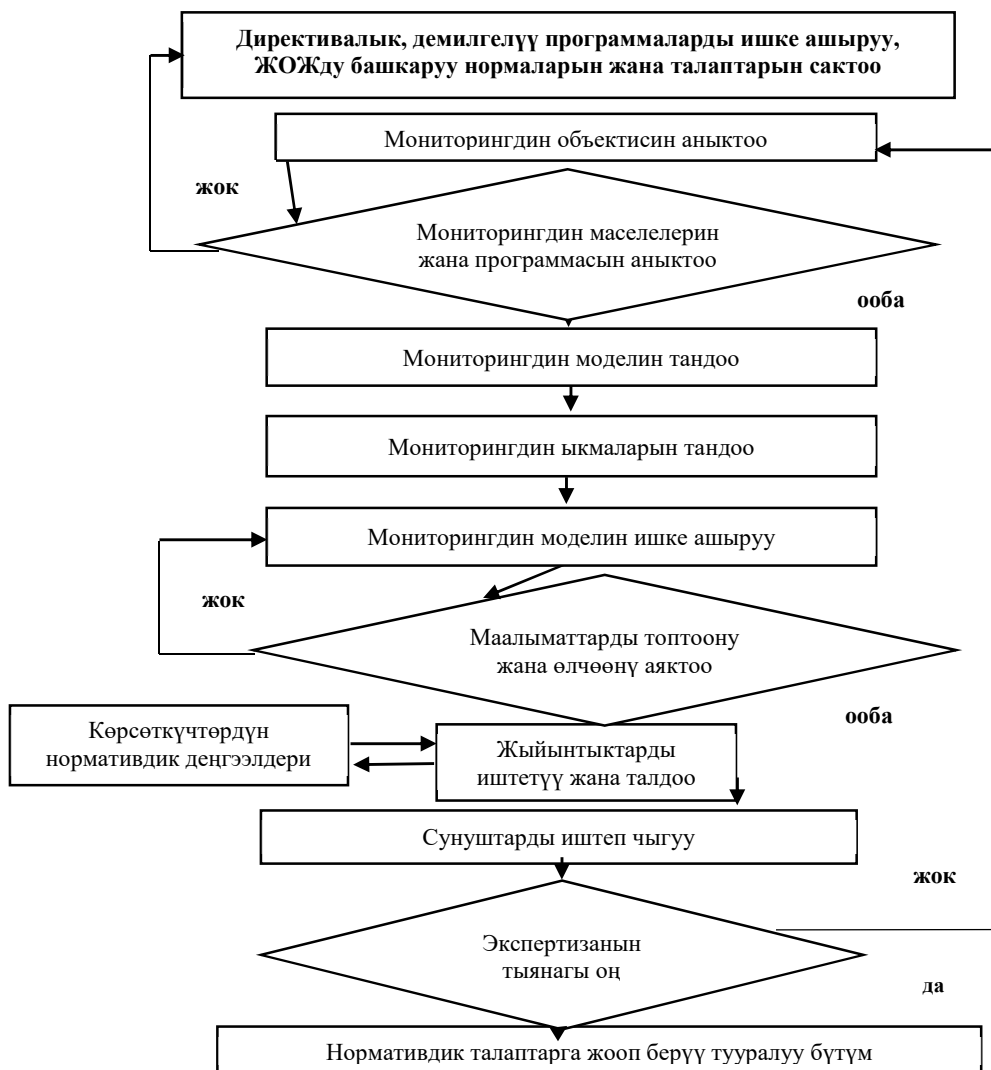 Директивалык, демилгелүү программаларды ишке ашыруу,
ЖОЖду башкаруу нормаларын жана талаптарын сактоо
Мониторингдин объектисин аныктоо
жок
Мониторингдин маселелерин
жана программасын аныктоо
ооба
Мониторингдин моделин тандоо
Мониторингдин ыкмаларын тандоо
Мониторингдин моделин ишке ашыруу
жок
Маалыматтарды топтоону
жана өлчөөнү аяктоо
ооба
Көрсөткүчтөрдүн
нормативдик деңгээлдери
Жыйынтыктарды
иштетүү жана талдоо
Сунуштарды иштеп чыгуу
жок
Экспертизанын
тыянагы оң
да
Нормативдик талаптарга жооп берүү тууралуу бүтүм